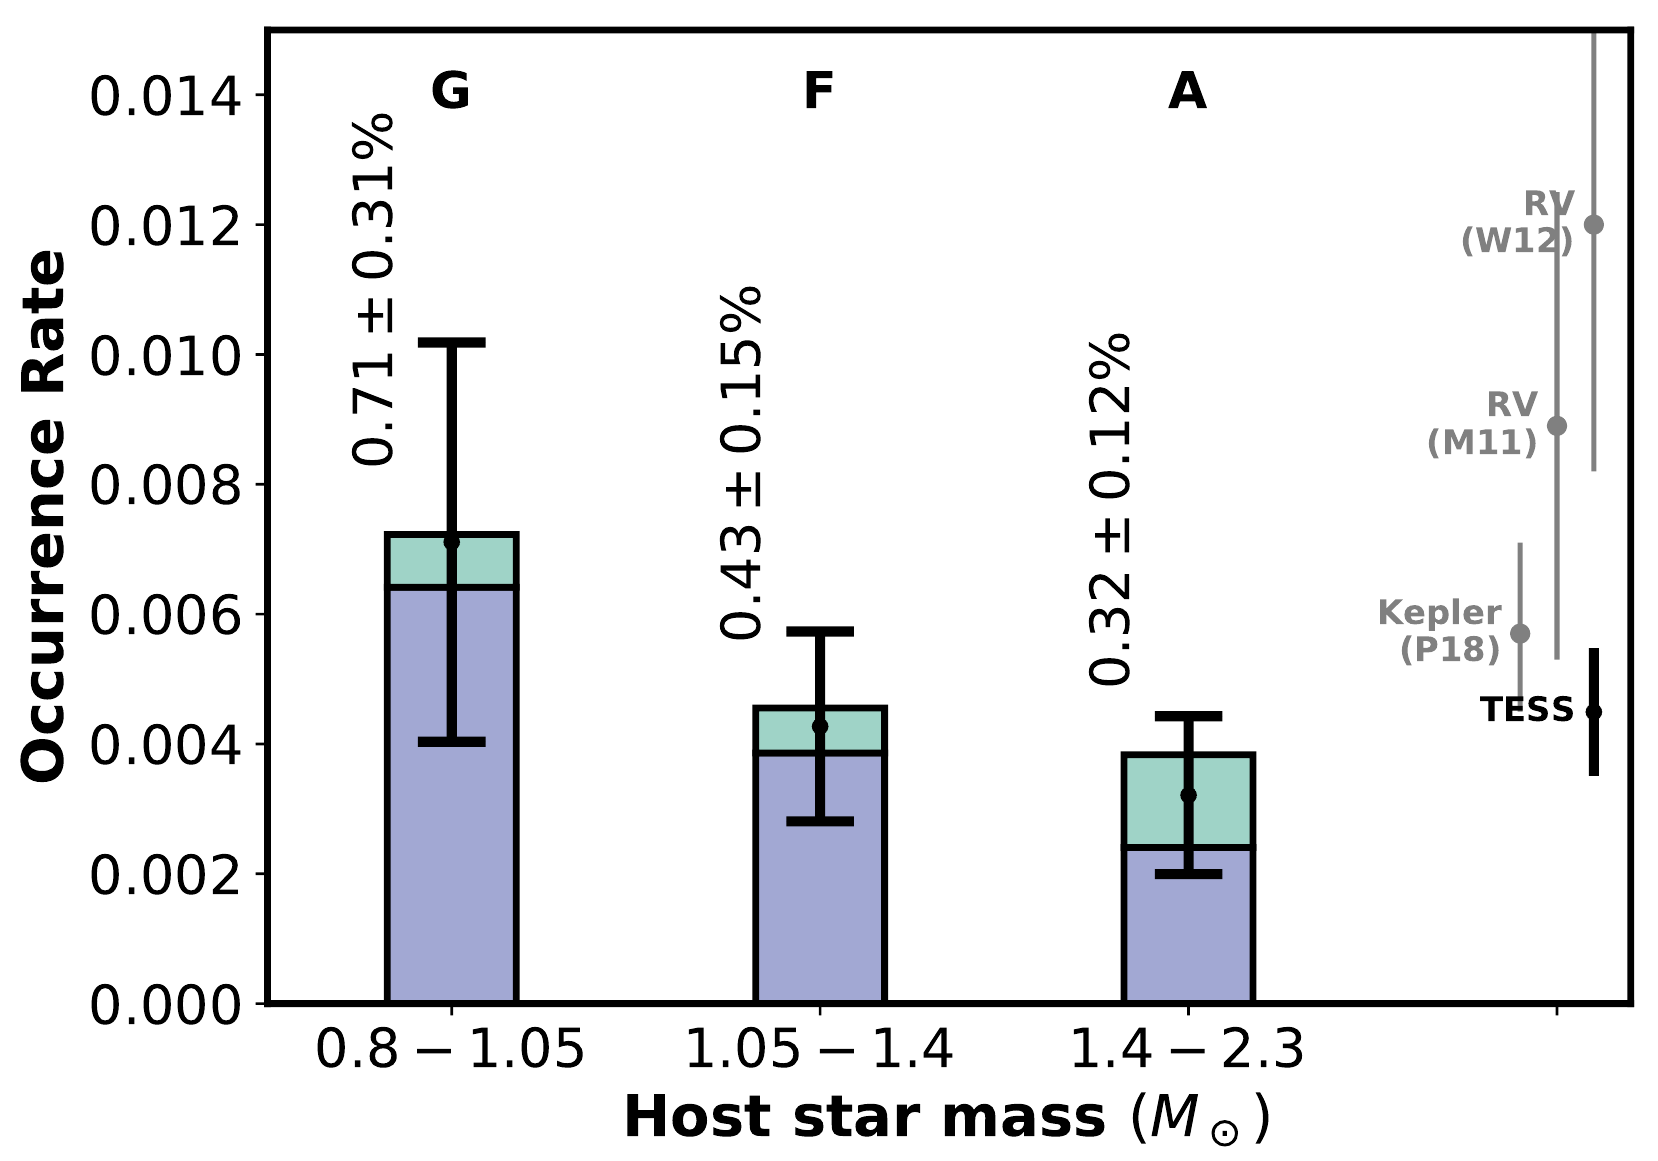 Occurrence Rate
0.014
0.012
0.010
0.008
0.006
0.004
0.002
0.000
G
F
A
0.71 ± 0.31%
0.43 ± 0.15%
0.32 ± 0.12%
RV
(W12)
RV
(M11)
Kepler
(P18)
TESS
0.8 − 1.05
1.05 − 1.4
1.4 − 2.3
Host star mass (M⊙)